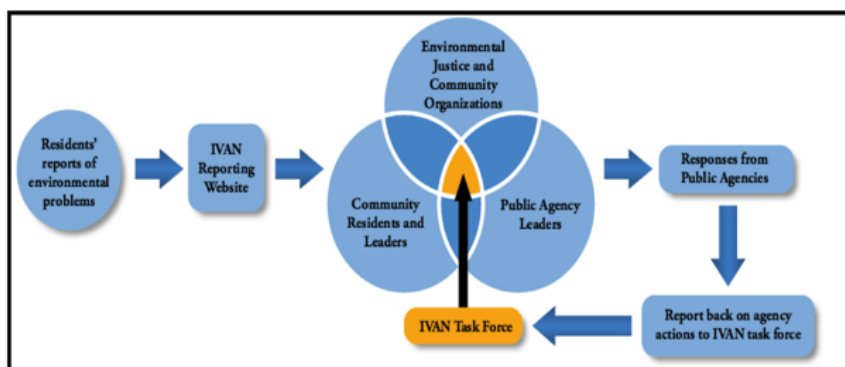 Environmental
Justice and
Community
Organizations
Residents'
reports of
environmental
problems
IVAN
Reporting
Website
Community
Residents and
Leaders
Public Agency
Leaders
Responses from
Public Agencies
IVAN Task Force
Report back on agency
actions to IVAN task force